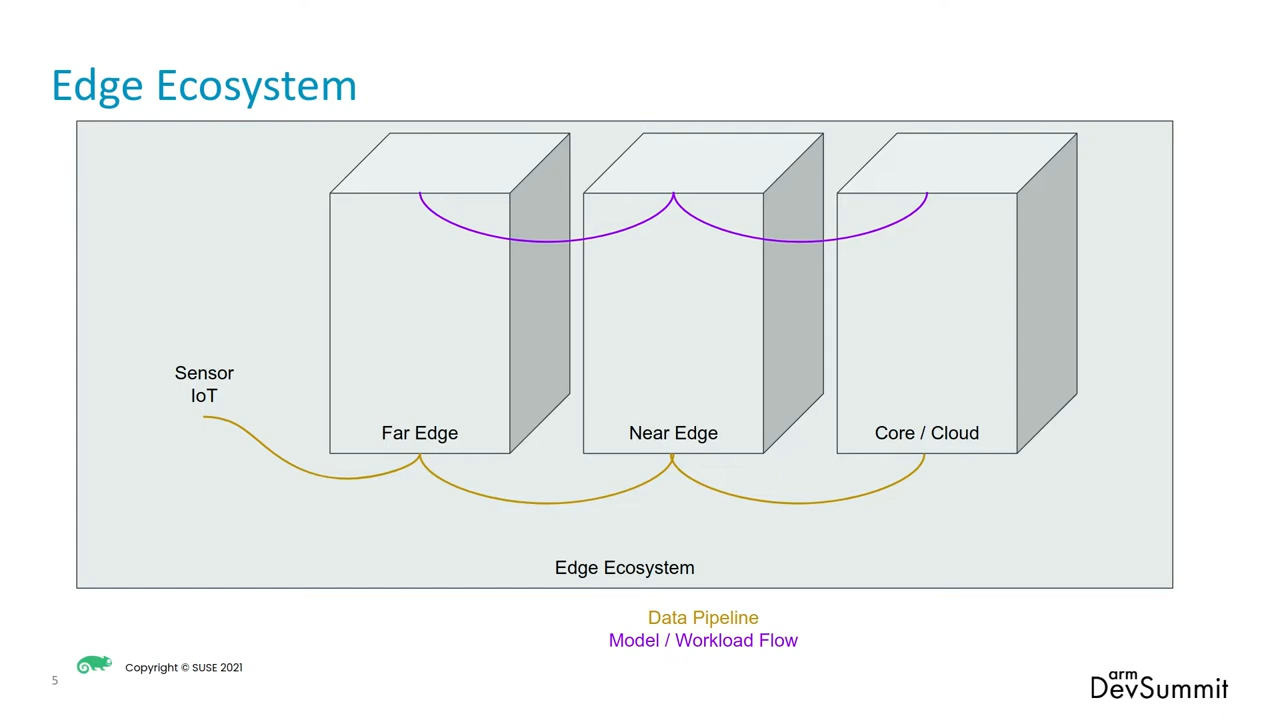 Edge Ecosystem
Sensor
IoT
Far Edge
Near Edge
Core / Cloud
Edge Ecosystem
Data Pipeline
Model / Workload Flow
Copyright © SUSE 2021
5
arm
DevSummit